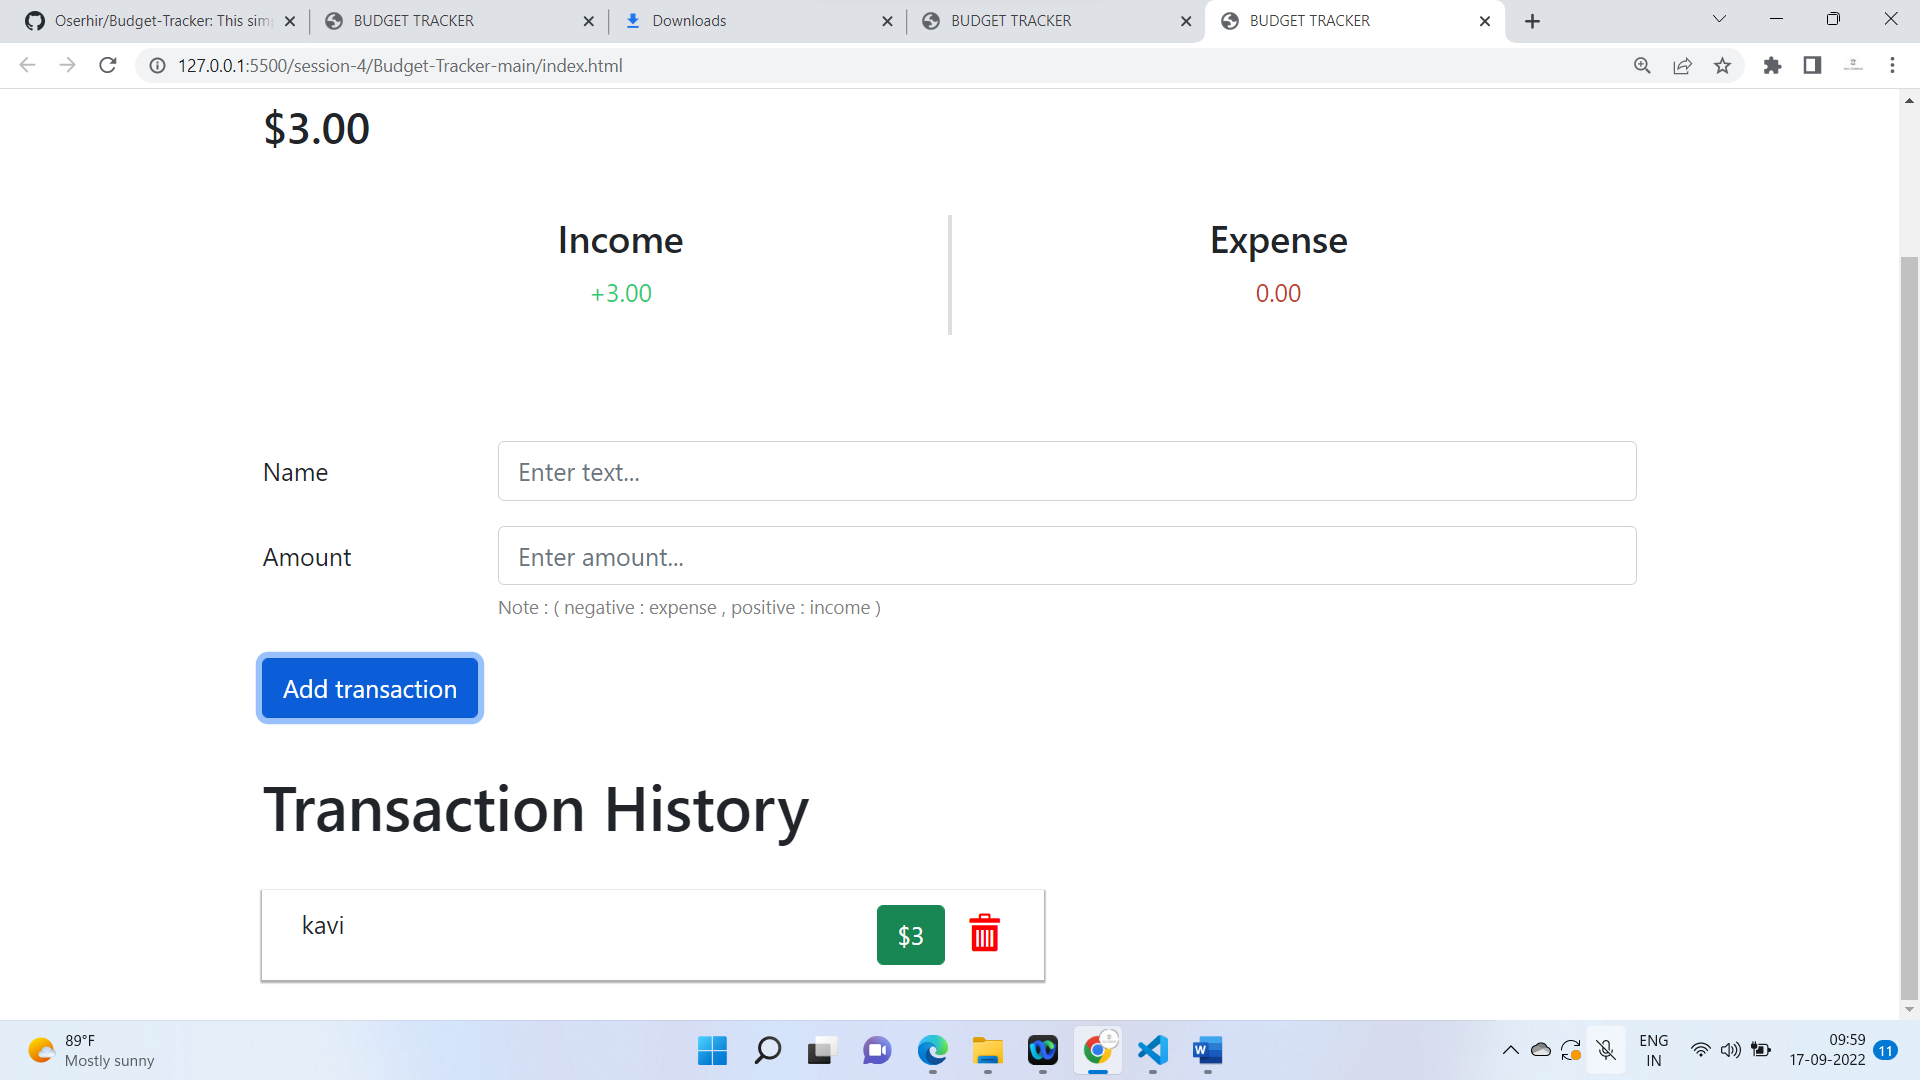 Oserhir/Budget-Tracker: This sim
BUDGET TRACKER
Downloads
BUDGET TRACKER
BUDGET TRACKER
127.0.0.1:5500/session-4/Budget-Tracker-main/index.html
$3.00
Income
Expense
+3.00
0.00
Name
Enter text...
Amount
Enter amount...
Note : ( negative : expense , positive : income )
Add transaction
Transaction History
kavi
$3
89°F
Mostly sunny
W
ENG
IN
09:59
17-09-2022
11